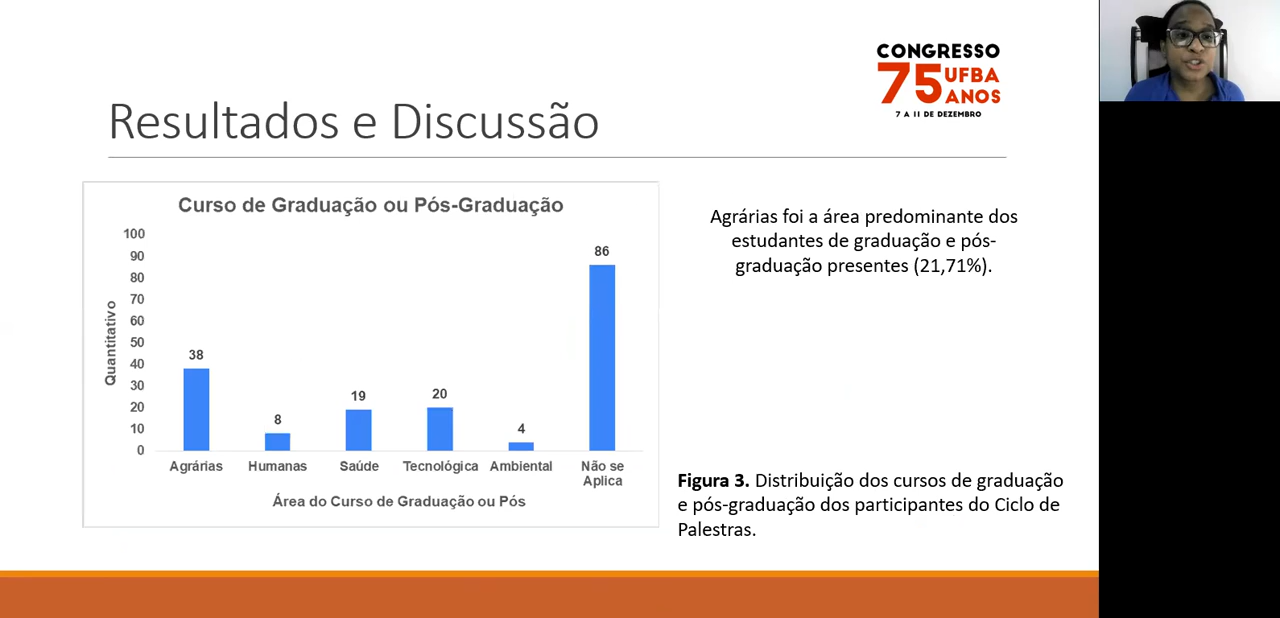 CONGRESSO
75 UFBA
ANOS
7 A 11 DE DEZEMBRO
Resultados e Discussão
Curso de Graduação ou Pós-Graduação
Quantitativo
100
90
80
70
60
50
40
30
20
10
0
38
8
19
20
4
86
Agrárias
Humanas
Saúde
Tecnológica
Ambiental
Não se
Aplica
Área do Curso de Graduação ou Pós
Agrárias foi a área predominante dos
estudantes de graduação e pós-
graduação presentes (21,71%).
Figura 3. Distribuição dos cursos de graduação
e pós-graduação dos participantes do Ciclo de
Palestras.